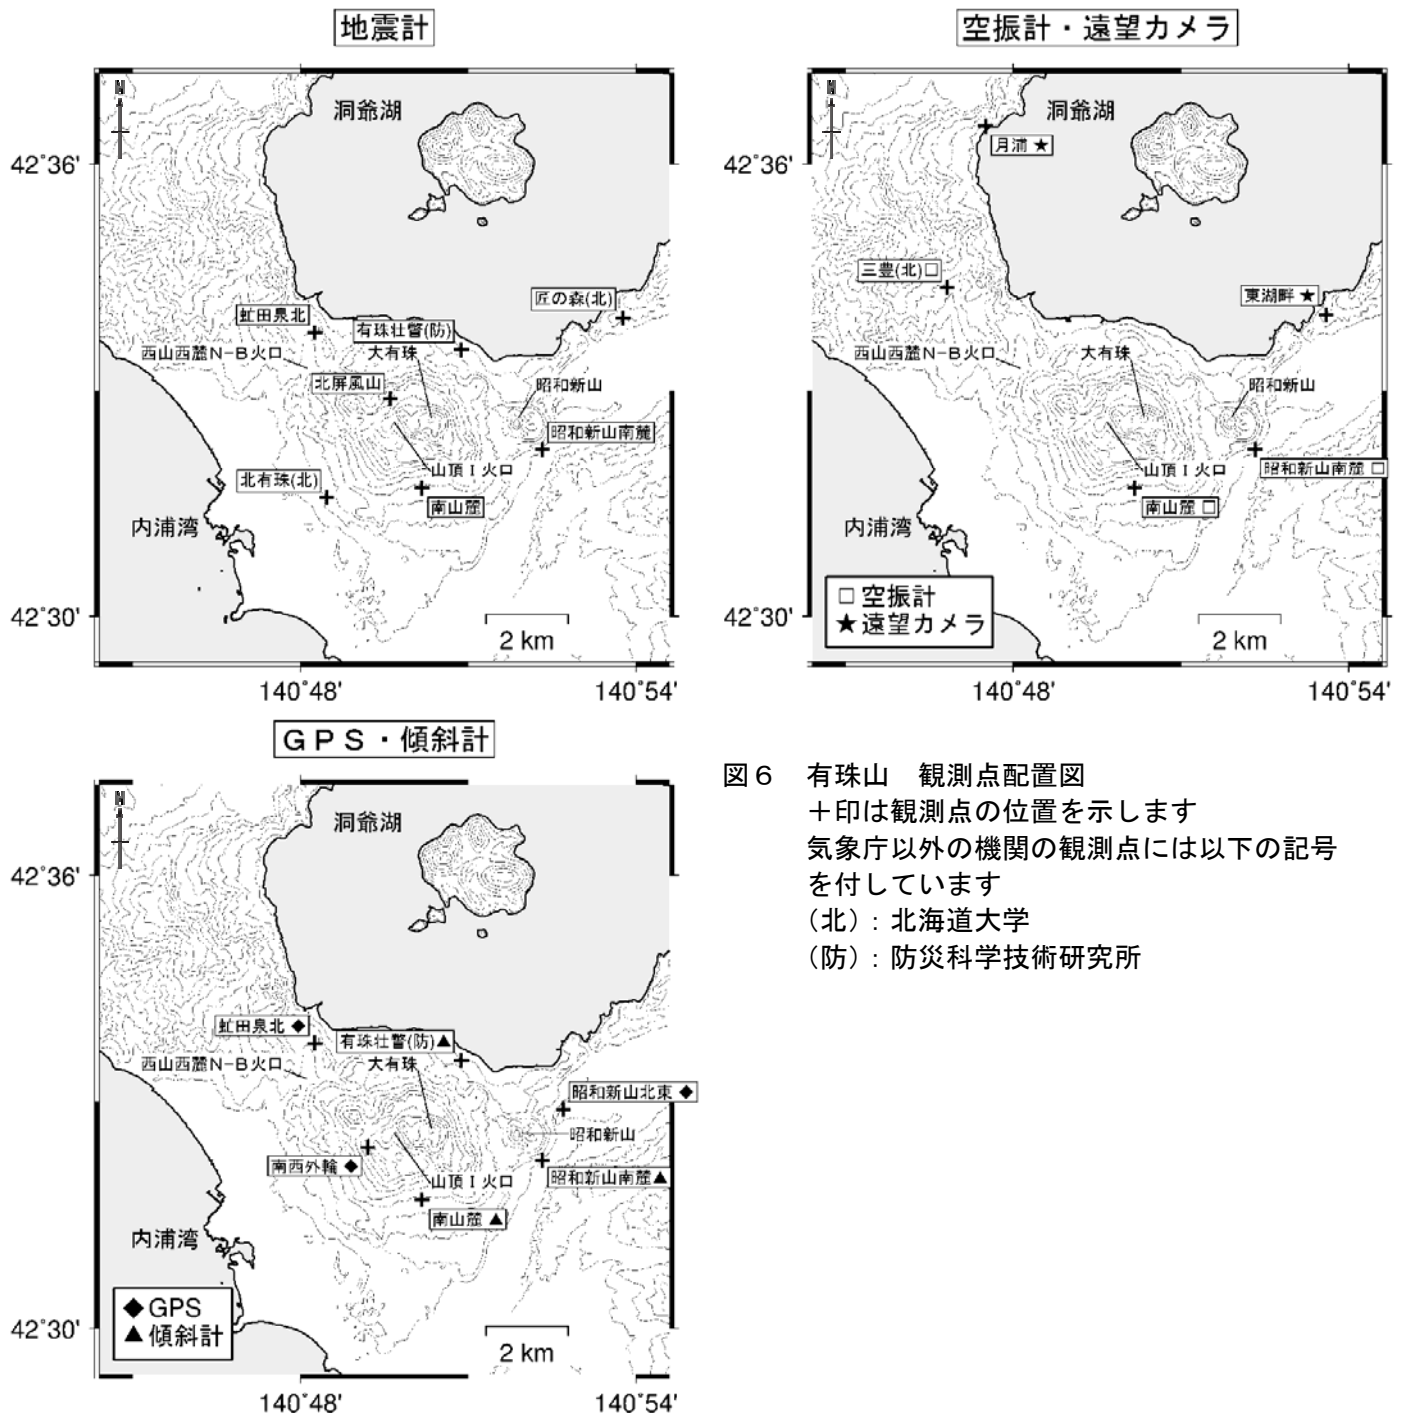 地震計
N
洞爺湖
42˚36'
匠の森(北)
虻田泉北
有珠壮瞥(防)
西山西麓N-B火口
大有珠
北屏風山
昭和新山
昭和新山南麓
山頂Ⅰ火口
北有珠(北)
南山麓
内浦湾
42˚30'
2 km
140˚48'
140˚54'
空振計・遠望カメラ
N
洞爺湖
月浦 ★
42˚36'
三豊(北)□
東湖畔 ★
西山西麓N-B火口
大有珠
昭和新山
山頂Ⅰ火口
昭和新山南麓 □
南山麓 □
内浦湾
□ 空振計
★遠望カメラ
42˚30'
2 km
140˚48'
140˚54'
GPS・傾斜計
N
洞爺湖
42˚36'
虻田泉北 ◆
有珠壮瞥(防)▲
西山西麓N-B火口
大有珠
昭和新山北東 ◆
昭和新山
南西外輪 ◆
山頂Ⅰ火口
昭和新山南麓▲
南山麓 ▲
内浦湾
◆GPS
▲傾斜計
42˚30'
2 km
140˚48'
140˚54'
図6 有珠山 観測点配置図
+印は観測点の位置を示します
気象庁以外の機関の観測点には以下の記号
を付しています
(北):北海道大学
(防):防災科学技術研究所